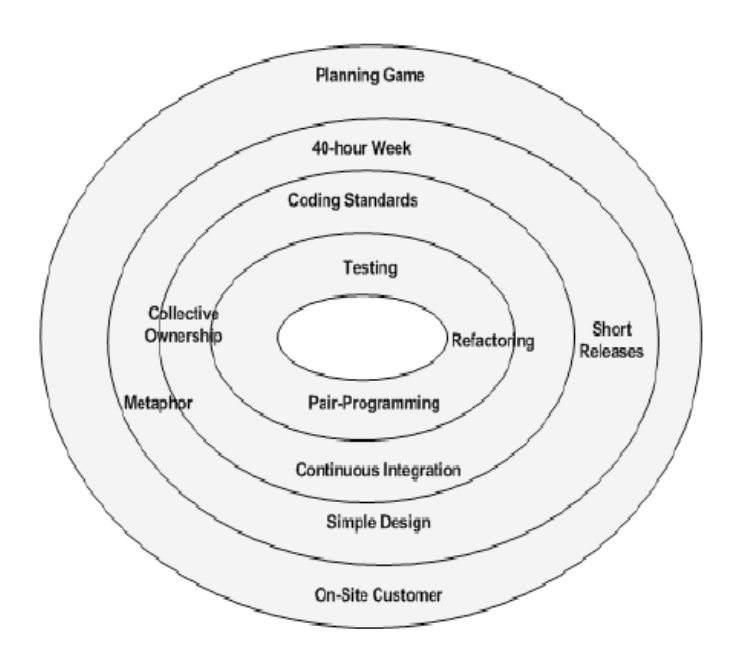 Planning Game
40-hour Week
Coding Standards
Testing
Collective
Ownership
Refactoring
Short
Releases
Metaphor
Pair-Programming
Continuous Integration
Simple Design
On-Site Customer